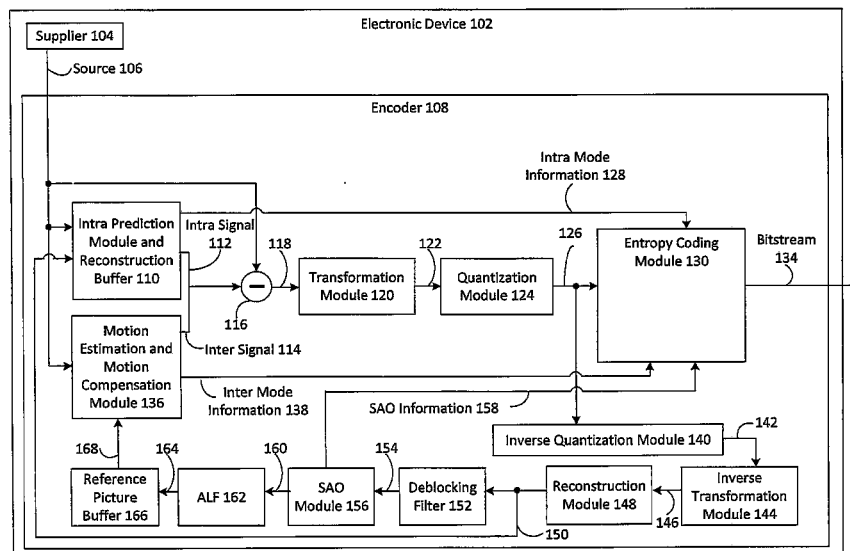 Electronic Device 102
Supplier 104
Source 106
Encoder 108
Intra Mode
Information 128
Intra Prediction
Module and
Reconstruction
Buffer 110
Intra Signal
112
118
122
126
Transformation
Module 120
Quantization
Module 124
Entropy Coding
Module 130
Bitstream
134
116
Inter Signal 114
Motion
Estimation and
Motion
Compensation
Module 136
Inter Mode
Information 138
SAO Information 158
142
Inverse Quantization Module 140
168
164
160
154
Reference
Picture
Buffer 166
ALF 162
SAO
Module 156
Deblocking
Filter 152
Reconstruction
Module 148
Inverse
Transformation
Module 144
146
150